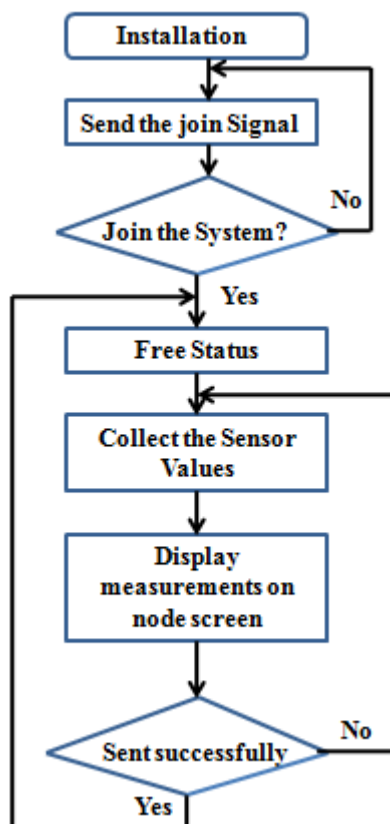 Installation
Send the join Signal
No
Join the System?
Yes
Free Status
Collect the Sensor
Values
Display
measurements on
node screen
No
Sent successfully
Yes